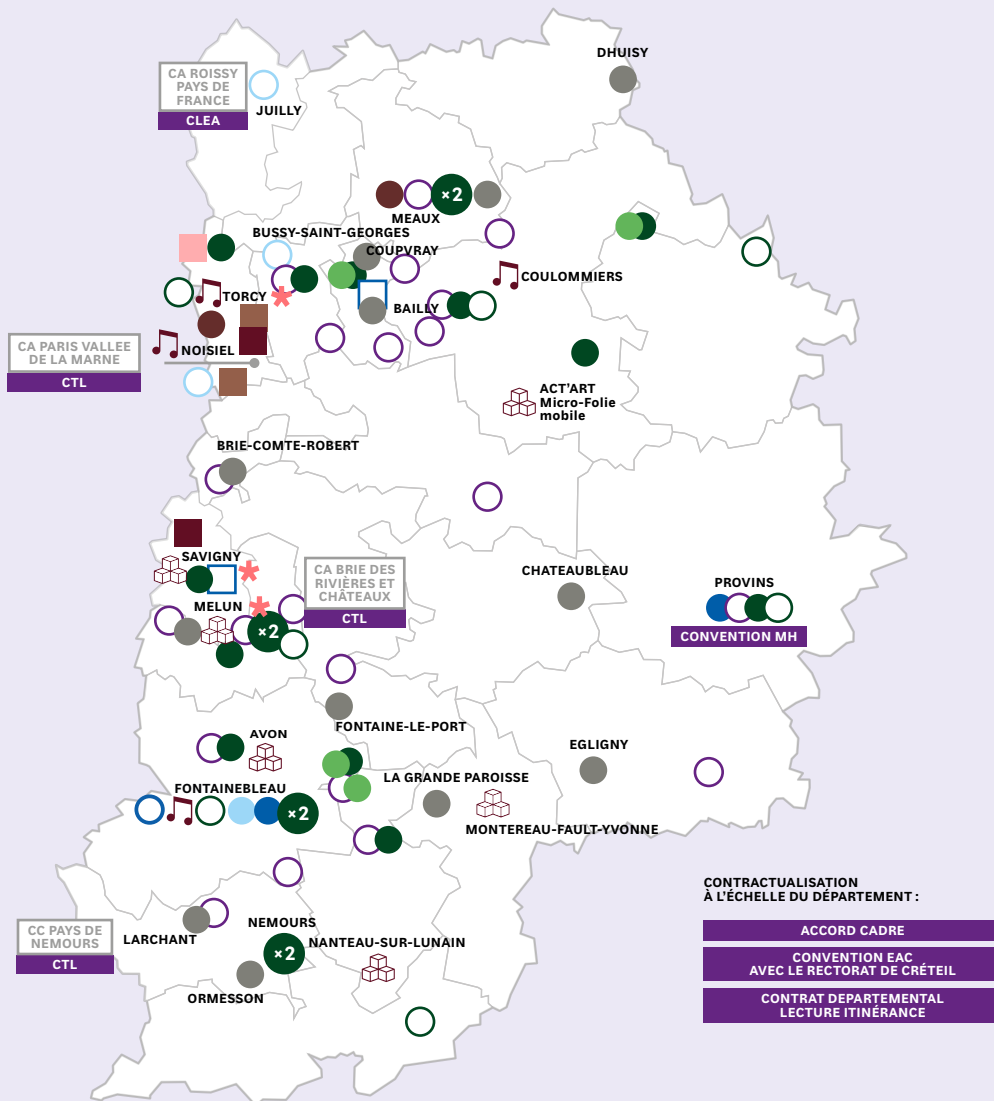 DHUISY
CA ROISSY
PAYS DE
FRANCE
CLEA
JUILLY
×2
MEAUX
BUSSY-SAINT-GEORGES
COUPVRAY
COULOMMIERS
TORCY
BAILLY
NOISIEL
CA PARIS VALLEE
DE LA MARNE
CTL
ACT'ART
Micro-Folie
mobile
BRIE-COMTE-ROBERT
SAVIGNY
CA BRIE DES
RIVIÈRES ET
CHÂTEAUX
CTL
CHATEAUBLEAU
PROVINS
CONVENTION MH
MELUN
×2
FONTAINE-LE-PORT
AVON
EGLIGNY
LA GRANDE PAROISSE
FONTAINEBLEAU
×2
MONTEREAU-FAULT-YVONNE
CONTRACTUALISATION
À L'ÉCHELLE DU DÉPARTEMENT :
ACCORD CADRE
CONVENTION EAC
AVEC LE RECTORAT DE CRÉTEIL
CONTRAT DEPARTEMENTAL
LECTURE ITINÉRANCE
CC PAYS DE
NEMOURS
CTL
LARCHANT
NEMOURS
×2
NANTEAU-SUR-LUNAIN
ORMESSON